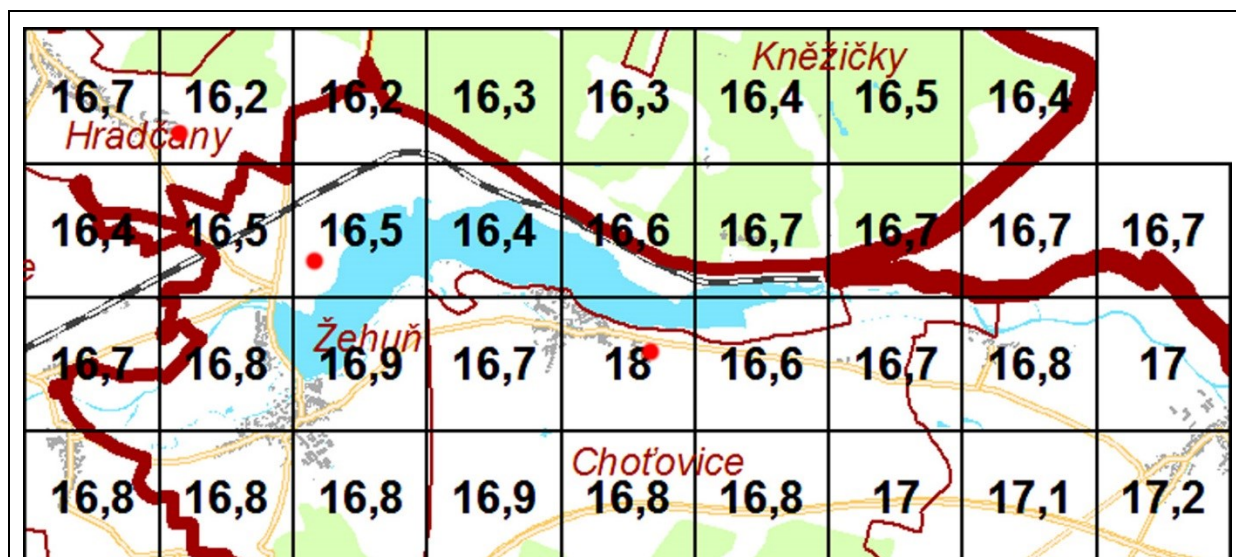 Kněžičky
16,7 16,2 16,2 16,3 16,3 16,4 16,5 16,4
Hradčany
16,4 16,5 16,5 16,4 16,6 16,7 16,7 16,7 16,7
e
Žehuň
16,7 16,8 16,9 16,7 18 16,6 16,7 16,8 17
Choťovice
16,8 16,8 16,8 16,9 16,8 16,8 17 17,1 17,2